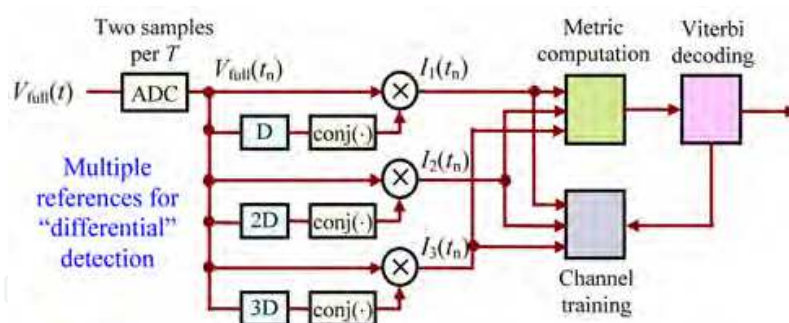 Two samples
per T
Metric
computation
Viterbi
decoding
V_full(t)
ADC
V_full(t_n)
I_1(t_n)
D
conj(·)
Multiple
references for
“differential”
detection
I_2(t_n)
2D
conj(·)
I_3(t_n)
3D
conj(·)
Channel
training